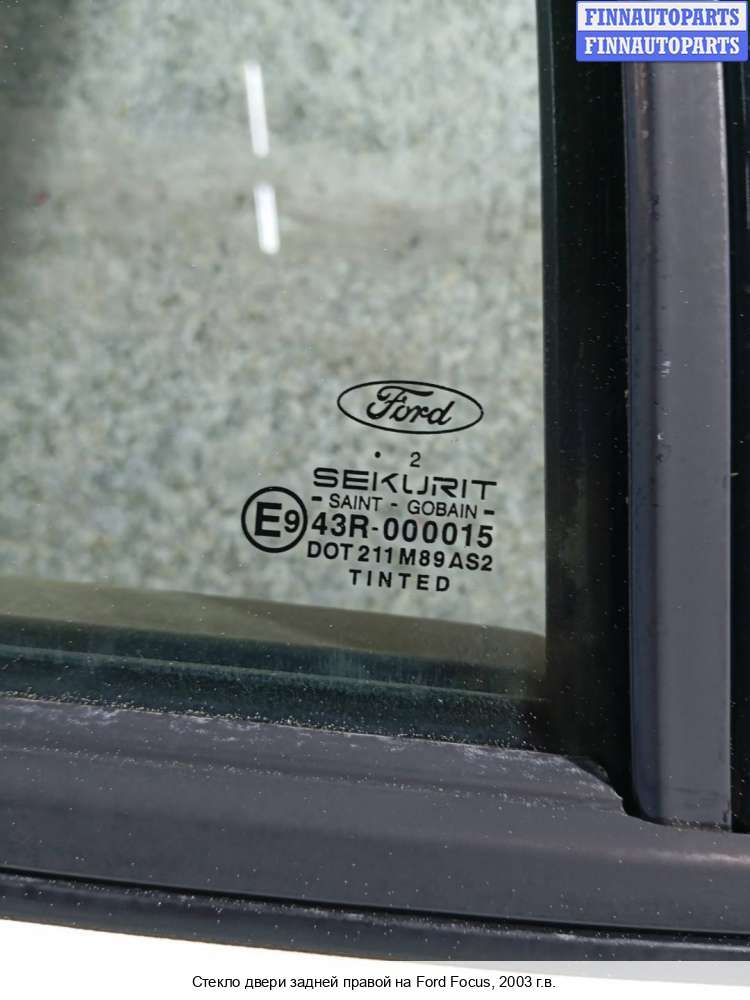 FINNAUTOPARTS
FINNAUTOPARTS
Ford
. 2
SEKURIT
- SAINT - GOBAIN -
E9 43R-000015
DOT 211 M89 AS2
TINTED
Стекло двери задней правой на Ford Focus, 2003 г.в.